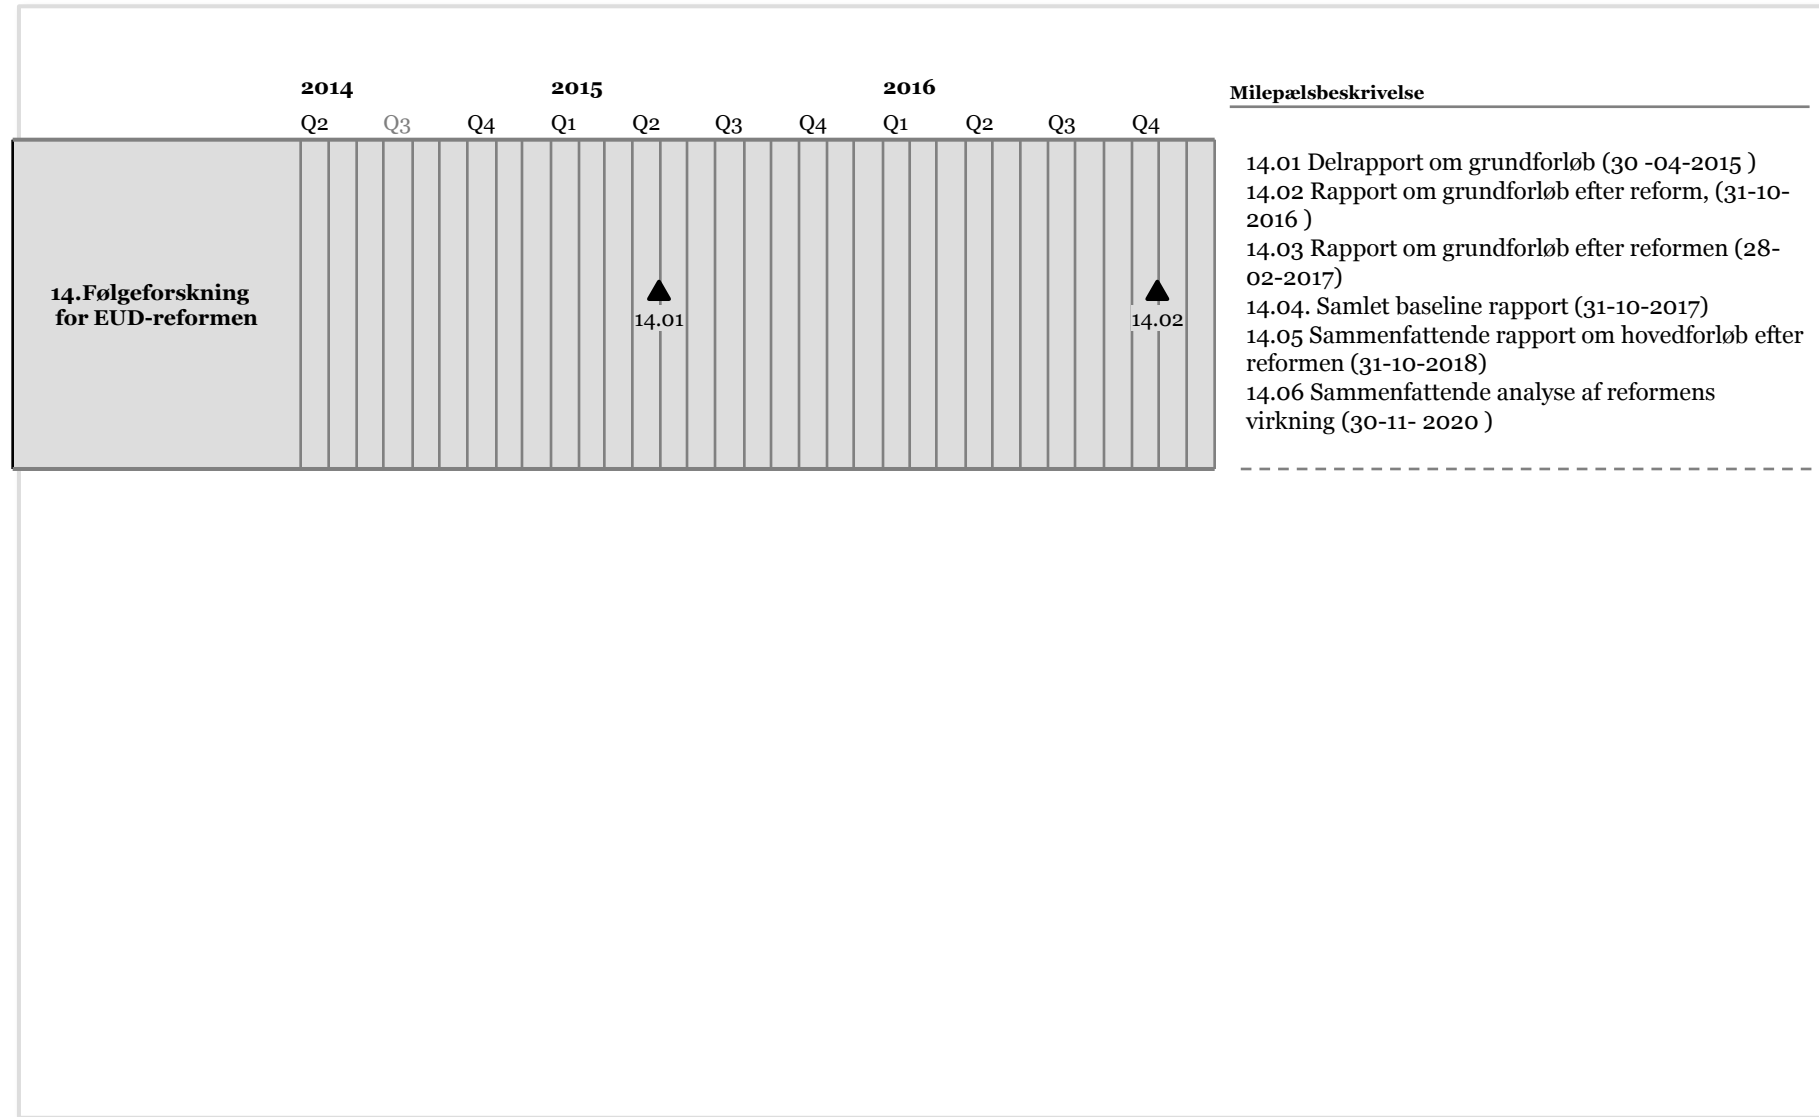 2014 2015 2016
Q2 Q3 Q4 Q1 Q2 Q3 Q4 Q1 Q2 Q3 Q4
14.Følgeforskning
for EUD-reformen
14.01
14.02
Milepælsbeskrivelse
14.01 Delrapport om grundforløb (30 -04-2015 )
14.02 Rapport om grundforløb efter reform, (31-10-
2016 )
14.03 Rapport om grundforløb efter reformen (28-
02-2017)
14.04. Samlet baseline rapport (31-10-2017)
14.05 Sammenfattende rapport om hovedforløb efter
reformen (31-10-2018)
14.06 Sammenfattende analyse af reformens
virkning (30-11- 2020 )